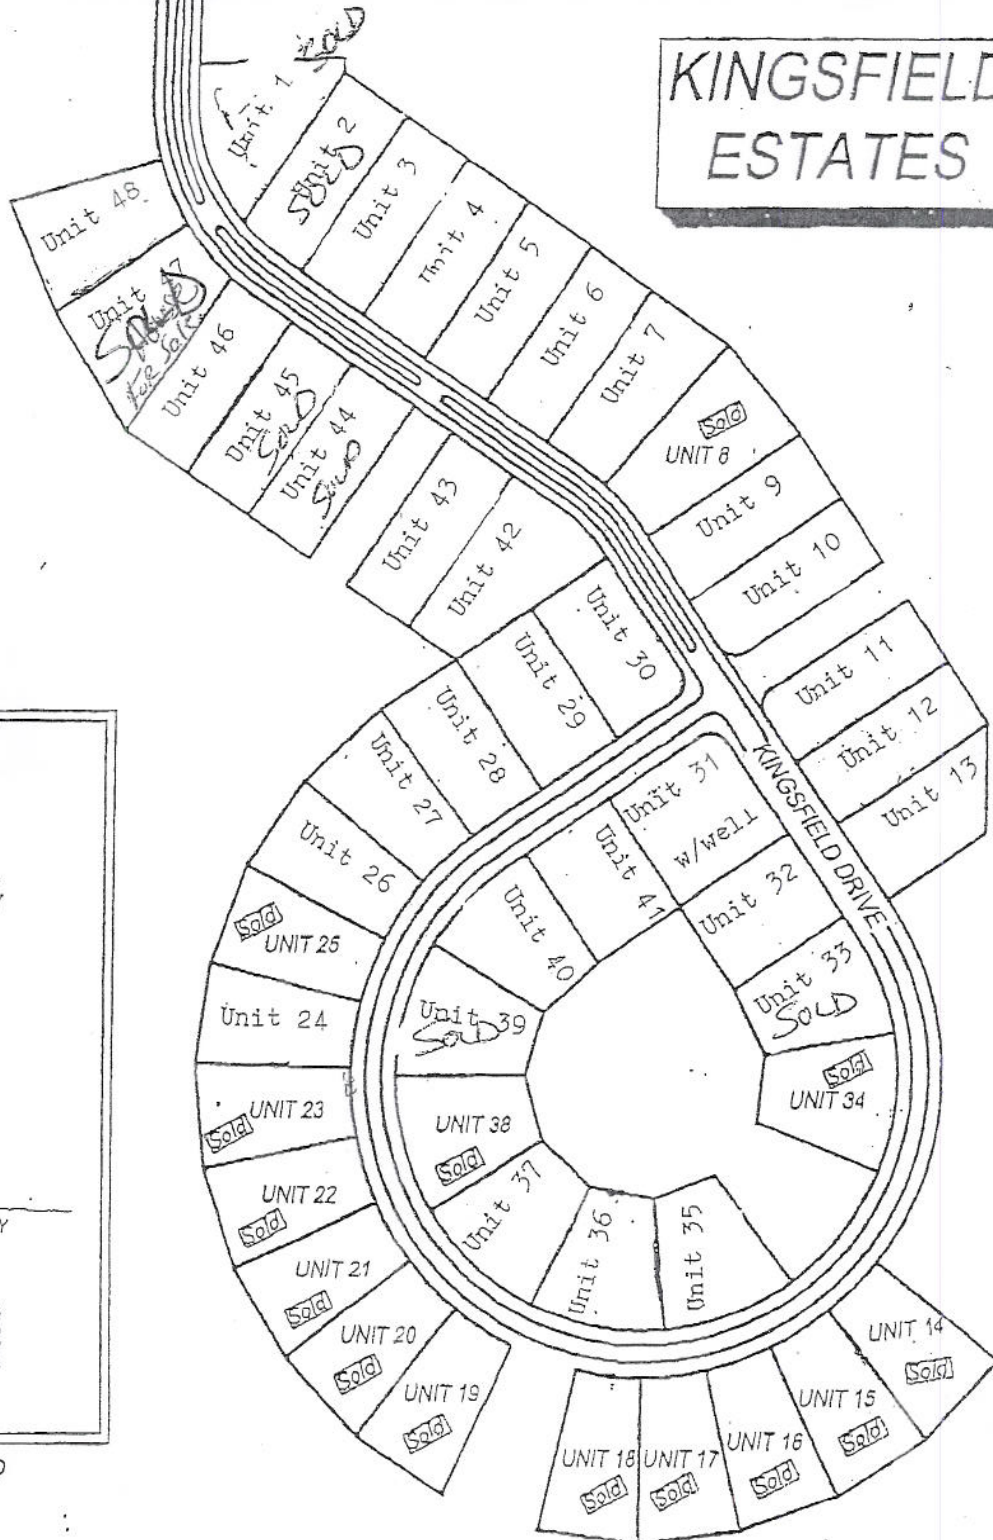 KINGSFIELD
ESTATES
SOLD
Unit 1
Unit 2
SOLD
Unit 3
Unit 4
Unit 5
Unit 6
Unit 7
Sold
UNIT 8
Unit 9
Unit 10
Unit 11
Unit 12
Unit 13
Unit 48
Unit 47
FOR Sale
Unit 46
Unit 45
SOLD
Unit 44
SOLD
Unit 43
Unit 42
Unit 30
Unit 29
Unit 28
Unit 27
Unit 26
Sold
UNIT 25
Unit 24
UNIT 23
Sold
UNIT 22
Sold
UNIT 21
Sold
UNIT 20
Sold
UNIT 19
Sold
Unit 31
w/well
Unit 41
Unit 40
Unit 32
KINGSFIELD DRIVE
Unit 33
SOLD
Sold
UNIT 34
Unit 39
SOLD
UNIT 38
Sold
Unit 37
Unit 36
Unit 35
UNIT 14
Sold
UNIT 15
Sold
UNIT 16
Sold
UNIT 17
Sold
UNIT 18
Sold